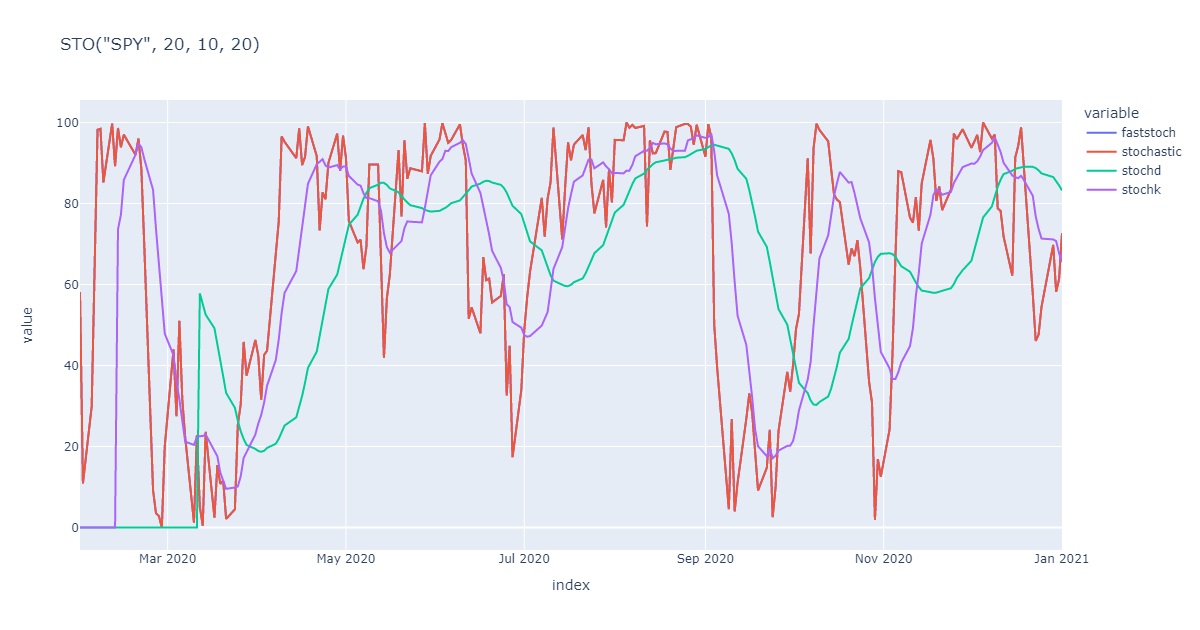 STO("SPY", 20, 10, 20)
variable
faststoch
stochastic
stochd
stochk
value
100
80
60
40
20
0
Mar 2020
May 2020
Jul 2020
Sep 2020
Nov 2020
Jan 2021
index